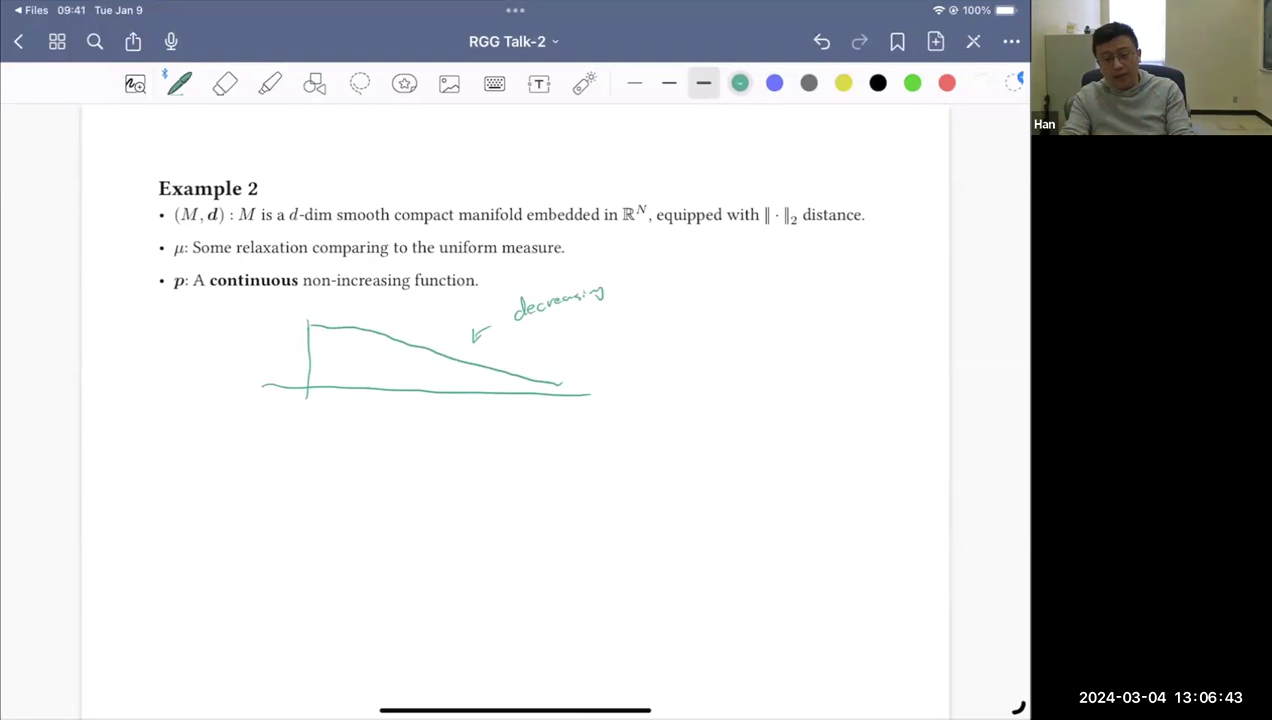 Files 09:41 Tue Jan 9
100%
RGG Talk-2
T
Han
Example 2
• (M, d) : M is a d-dim smooth compact manifold embedded in ℝᴺ, equipped with ‖ · ‖₂ distance.
• μ: Some relaxation comparing to the uniform measure.
• p: A continuous non-increasing function.
decreasing
2024-03-04 13:06:43